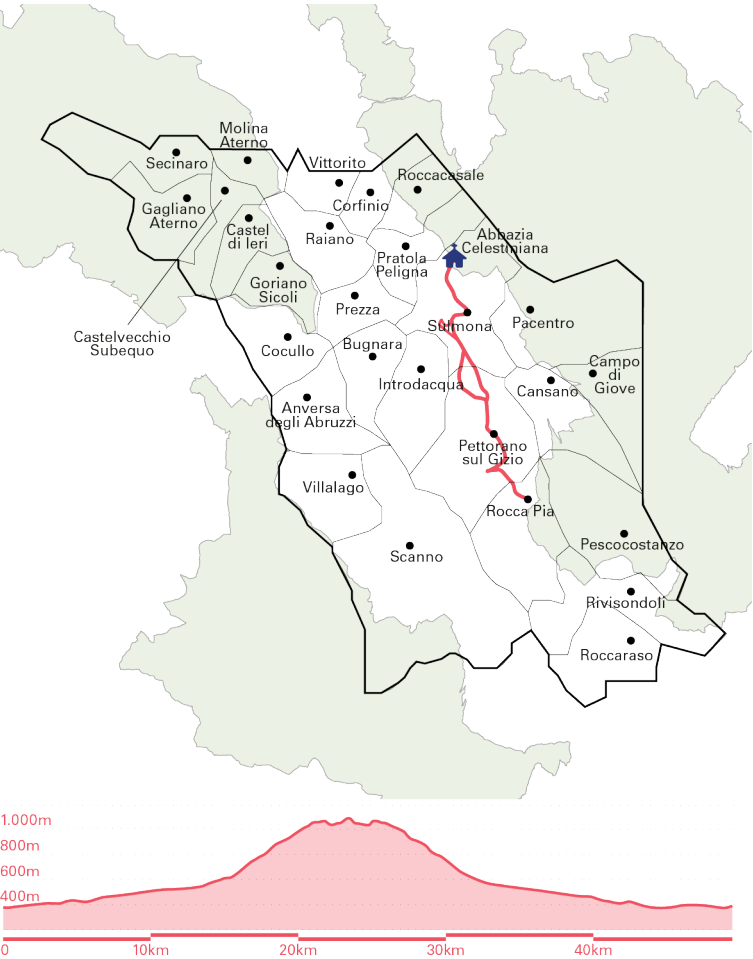 Molina
Aterno
Secinaro
Vittorito
Roccacasale
Gagliano
Aterno
Corfinio
Castel
di Ieri
Raiano
Abbazia
Celestiniana
Pratola
Peligna
Goriano
Sicoli
Prezza
Sulmona
Pacentro
Castelvecchio
Subequo
Cocullo
Bugnara
Introdacqua
Campo
di
Giove
Cansano
Anversa
degli Abruzzi
Pettorano
sul Gizio
Villalago
Rocca Pia
Scanno
Pescocostanzo
Rivisondoli
Roccaraso
1.000m
800m
600m
400m
0 10km 20km 30km 40km